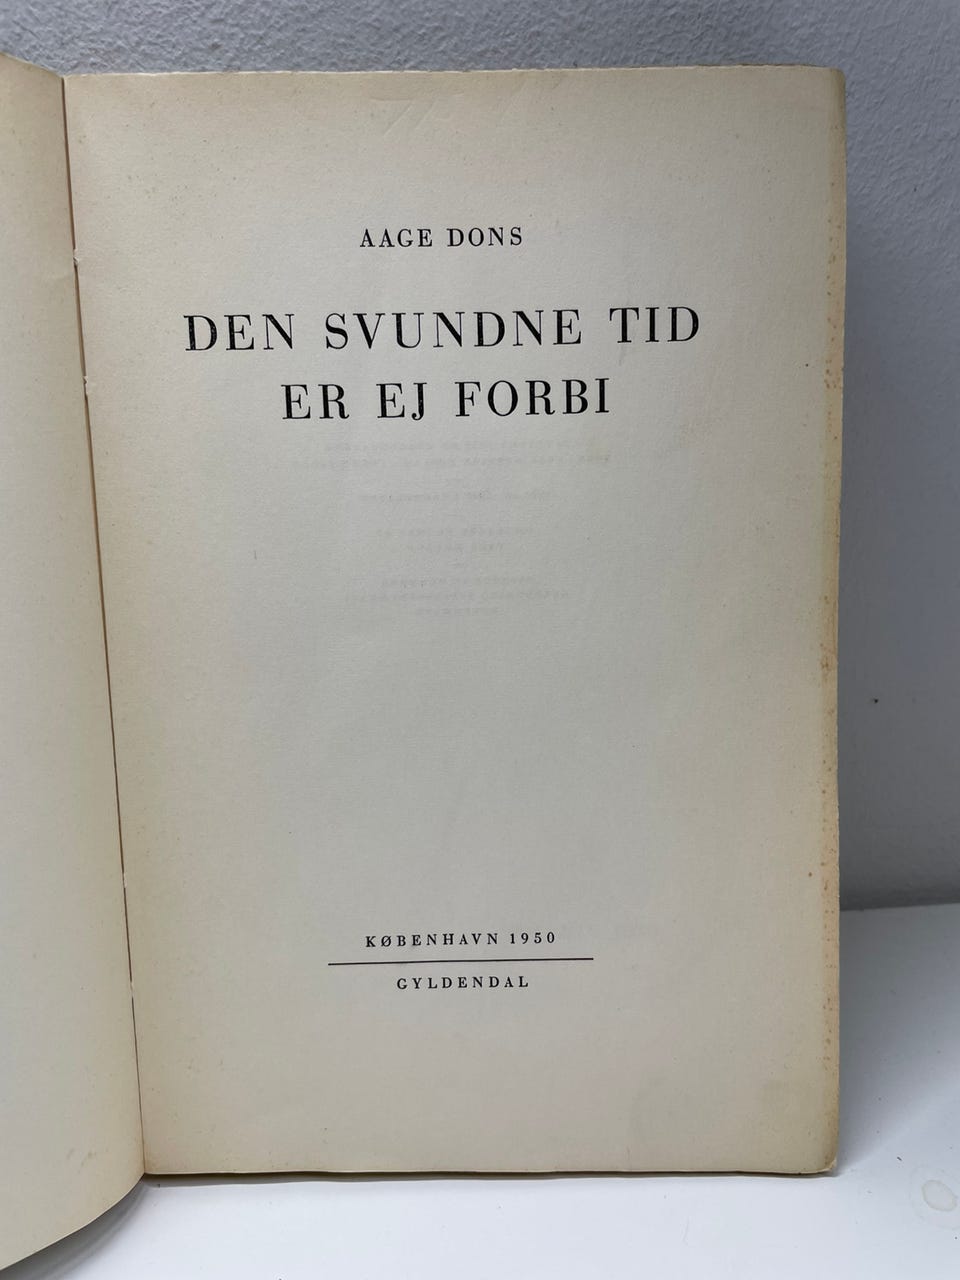 AAGE DONS
DEN SVUNDNE TID
ER EJ FORBI
KØBENHAVN 1950
GYLDENDAL